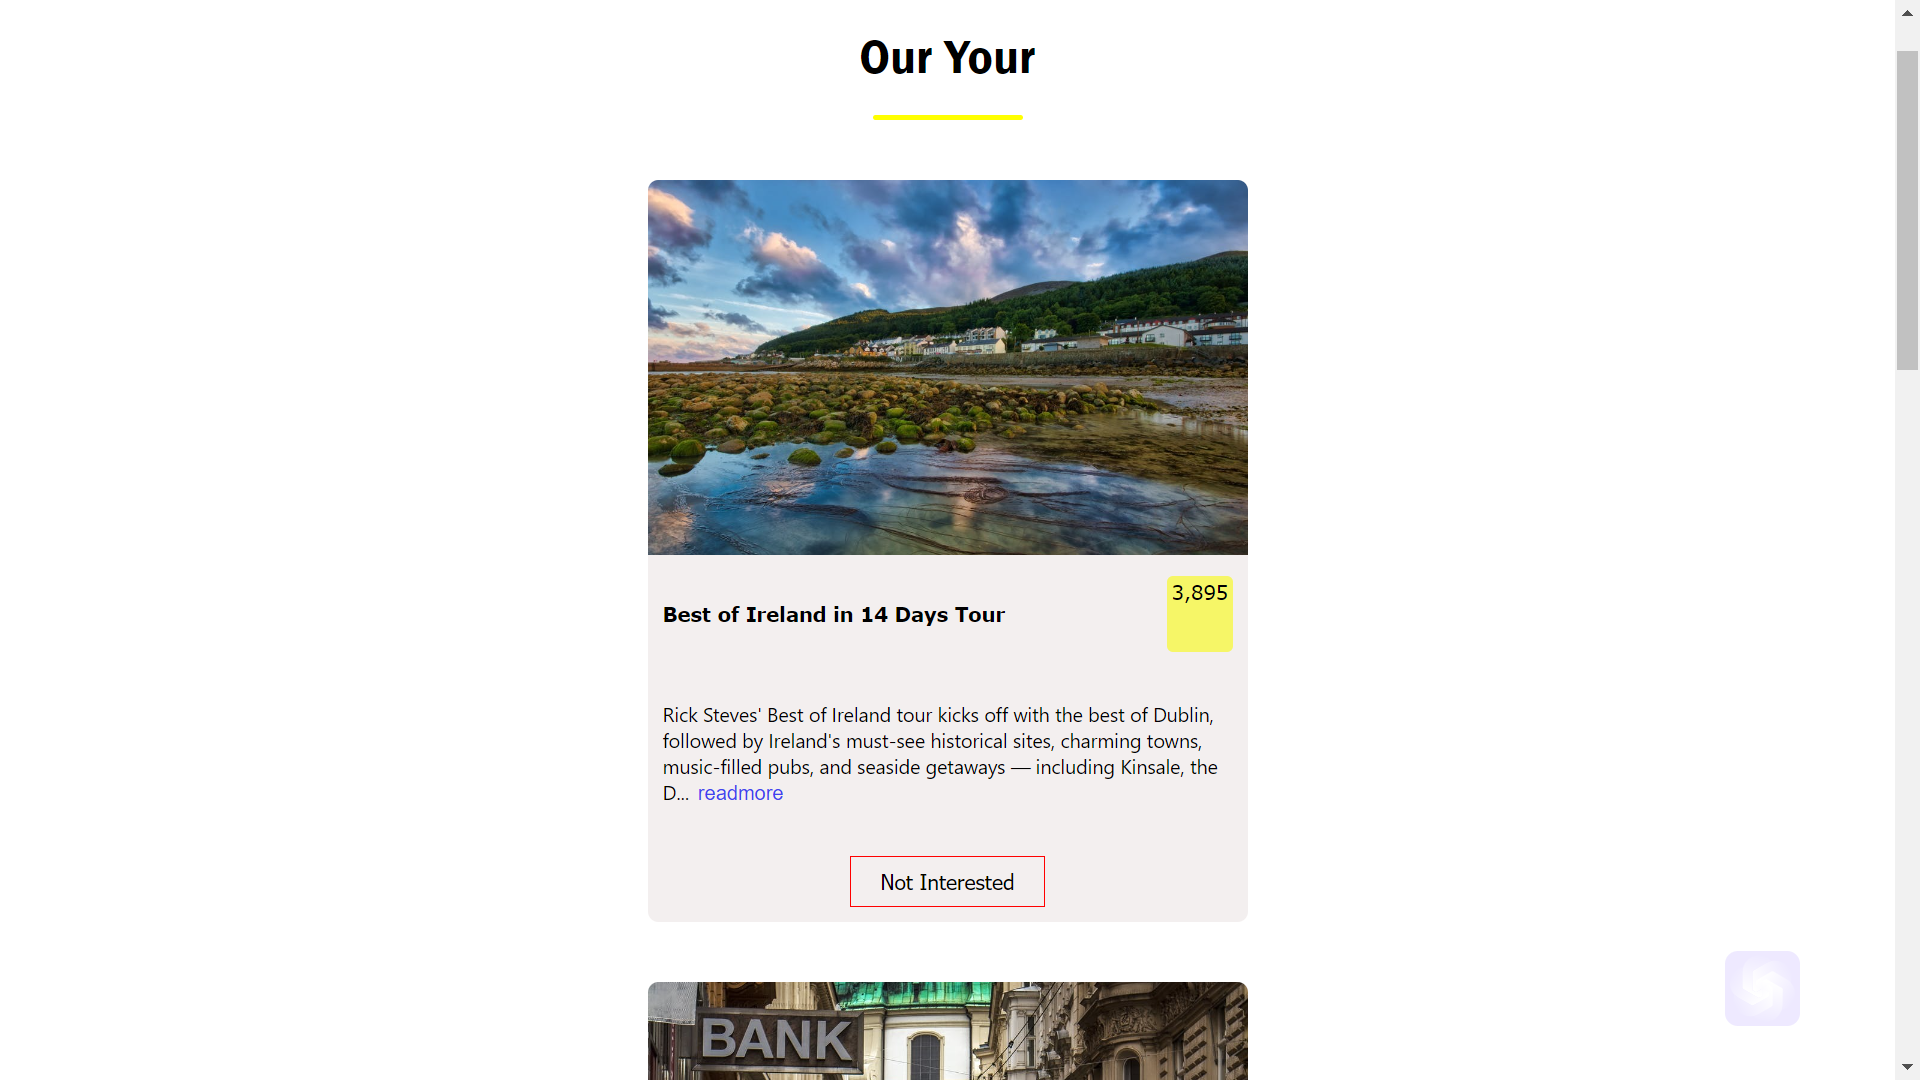 Our Your
Best of Ireland in 14 Days Tour
3,895
Rick Steves' Best of Ireland tour kicks off with the best of Dublin,
followed by Ireland's must-see historical sites, charming towns,
music-filled pubs, and seaside getaways — including Kinsale, the
D... readmore
Not Interested
BANK